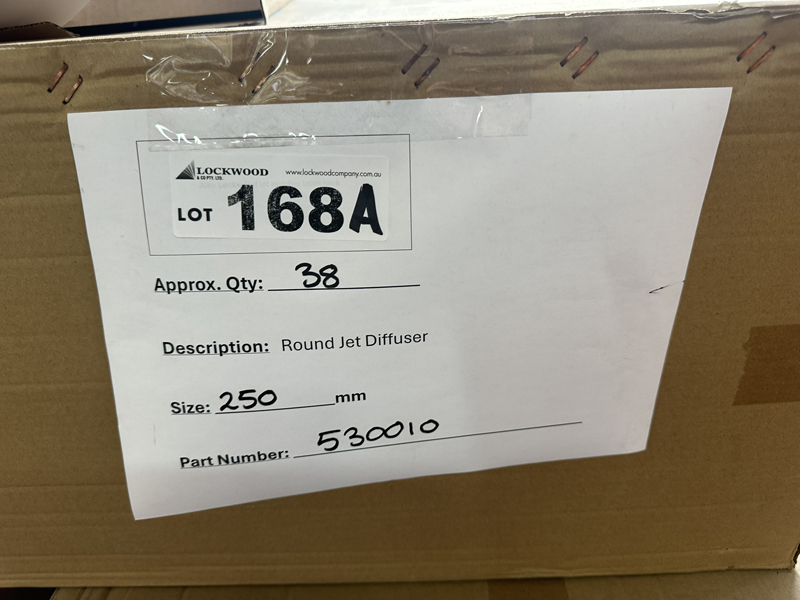 LOCKWOOD www.lockwoodcompany.com.au
& CO PTY. LTD.
LOT 168A
Approx. Qty: 38
Description: Round Jet Diffuser
Size: 250 mm
Part Number: 530010